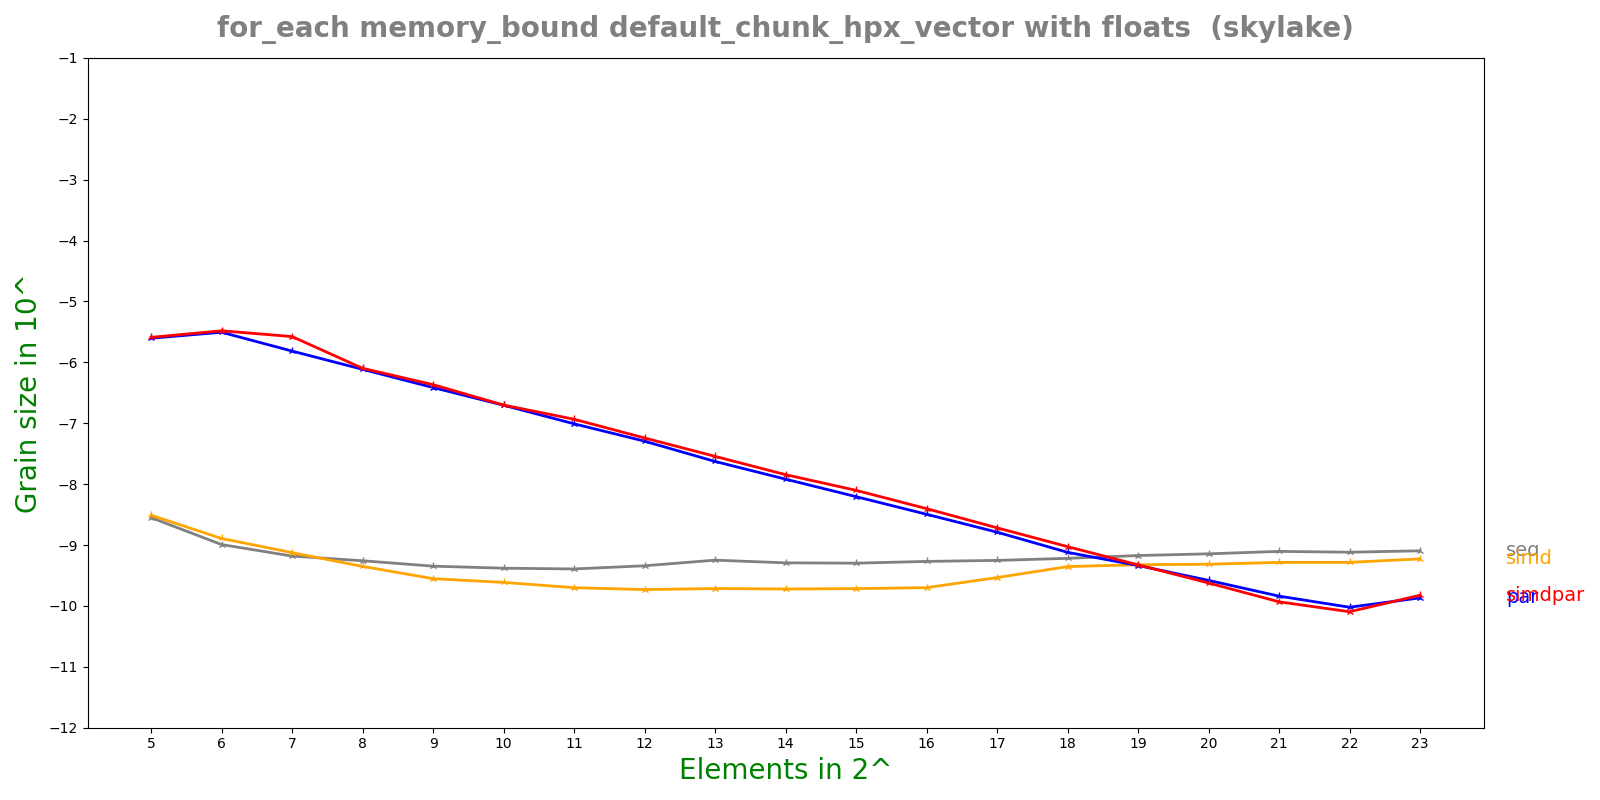 for_each memory_bound default_chunk_hpx_vector with floats (skylake)
Grain size in 10^
−1
−2
−3
−4
−5
−6
−7
−8
−9
−10
−11
−12
seq
simd
simdpar
par
5 6 7 8 9 10 11 12 13 14 15 16 17 18 19 20 21 22 23
Elements in 2^